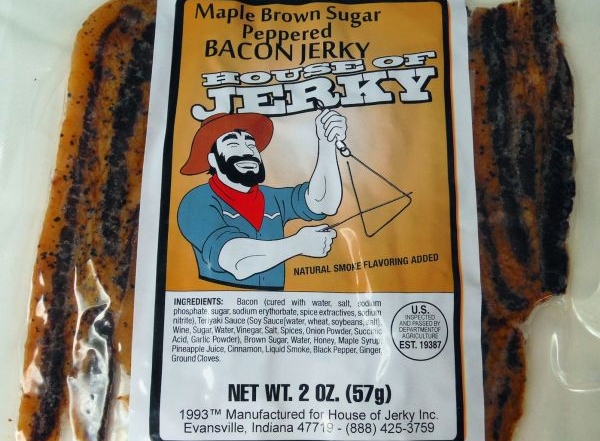 Maple Brown Sugar
Peppered
BACON JERKY
HOUSE OF
JERKY
NATURAL SMOKE FLAVORING ADDED
INGREDIENTS: Bacon (cured with water, salt, sodium
phosphate, sugar, sodium erythorbate, spice extractives, sodium
nitrite), Teriyaki Sauce (Soy Sauce[water, wheat, soybeans, salt],
Wine, Sugar, Water, Vinegar, Salt, Spices, Onion Powder, Succinic
Acid, Garlic Powder), Brown Sugar, Water, Honey, Maple Syrup,
Pineapple Juice, Cinnamon, Liquid Smoke, Black Pepper, Ginger,
Ground Cloves.
U.S.
INSPECTED
AND PASSED BY
DEPARTMENT OF
AGRICULTURE
EST. 19387
NET WT. 2 OZ. (57g)
1993™ Manufactured for House of Jerky Inc.
Evansville, Indiana 47719 - (888) 425-3759